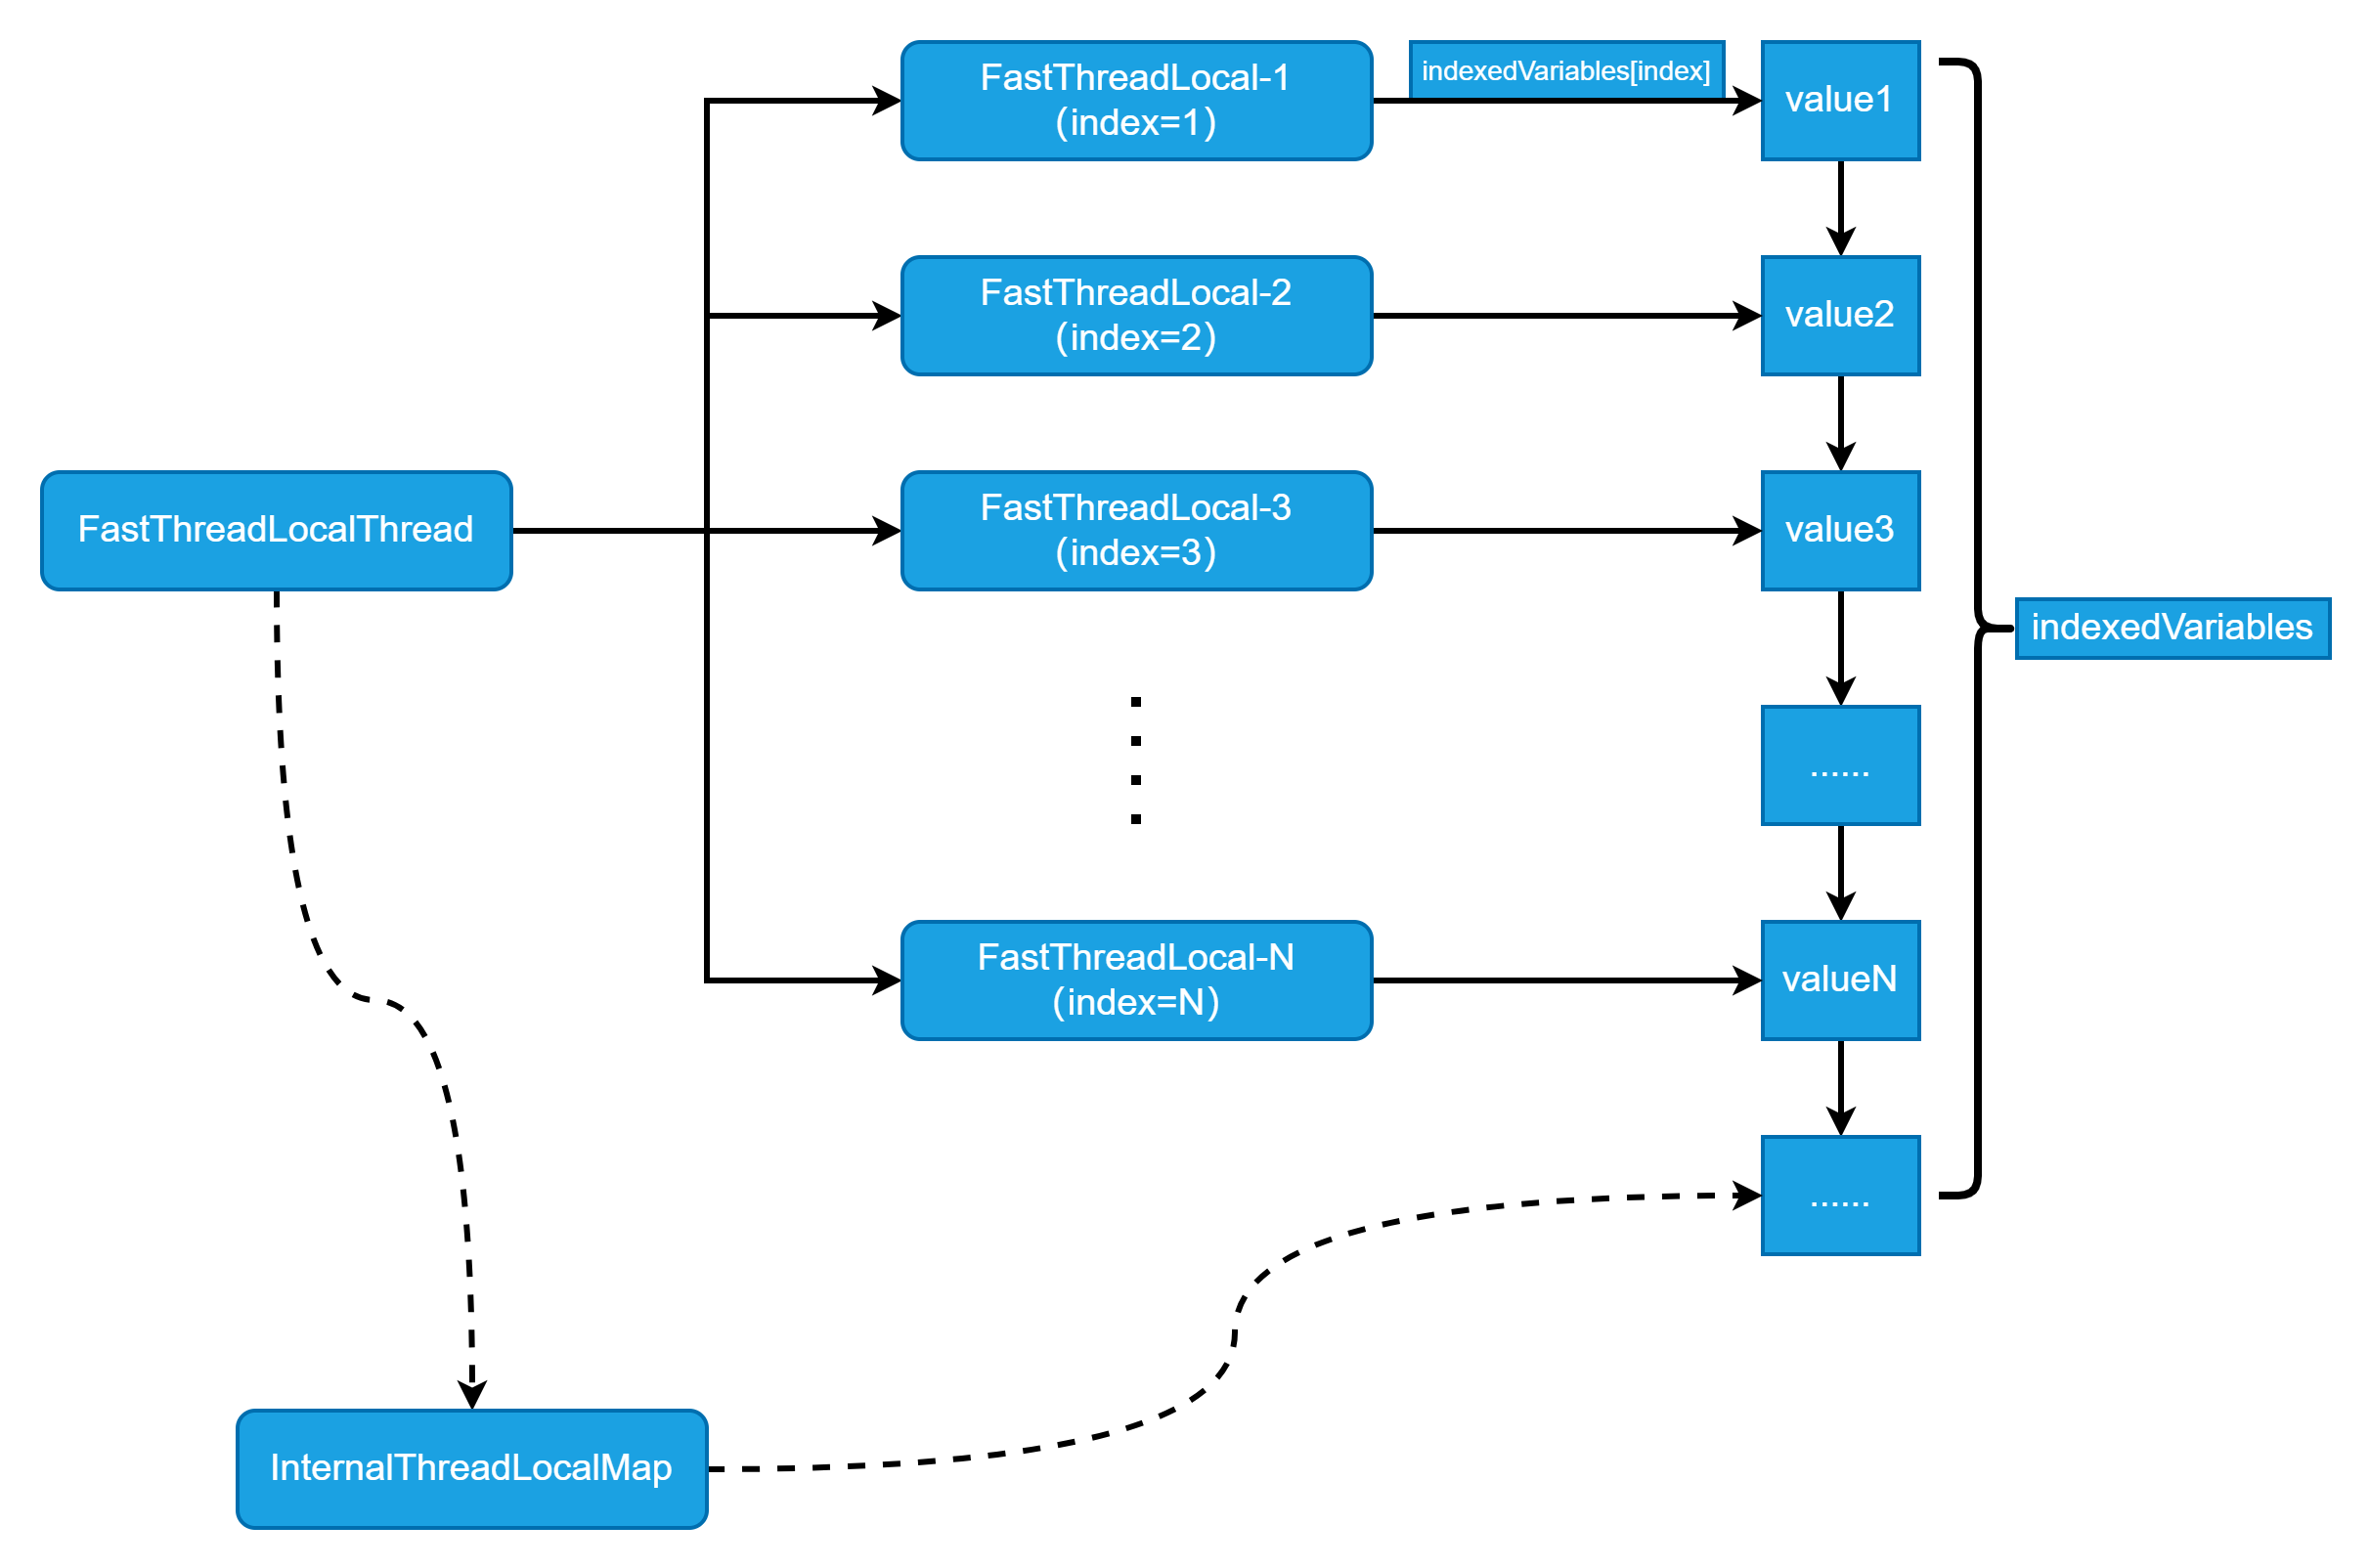 FastThreadLocal-1
(index=1)
indexedVariables[index]
value1
FastThreadLocal-2
(index=2)
value2
FastThreadLocalThread
FastThreadLocal-3
(index=3)
value3
indexedVariables
......
FastThreadLocal-N
(index=N)
valueN
......
InternalThreadLocalMap